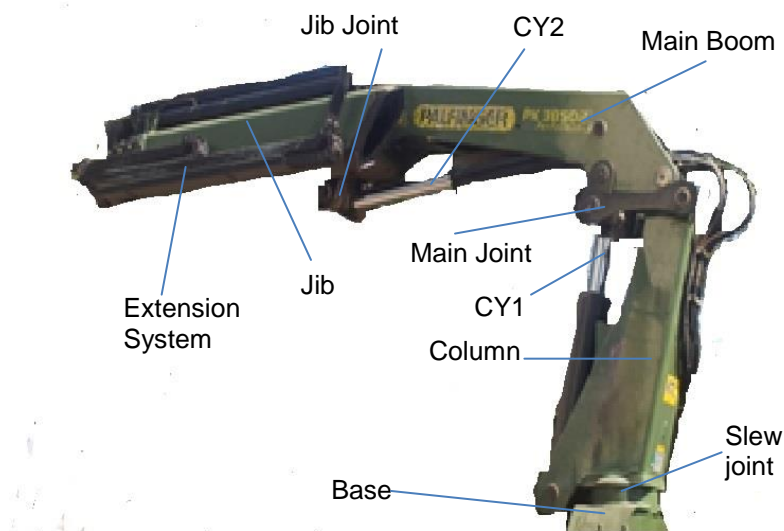 Jib Joint
CY2
Main Boom
PALFINGER
Main Joint
Jib
Extension
System
CY1
Column
Slew
joint
Base